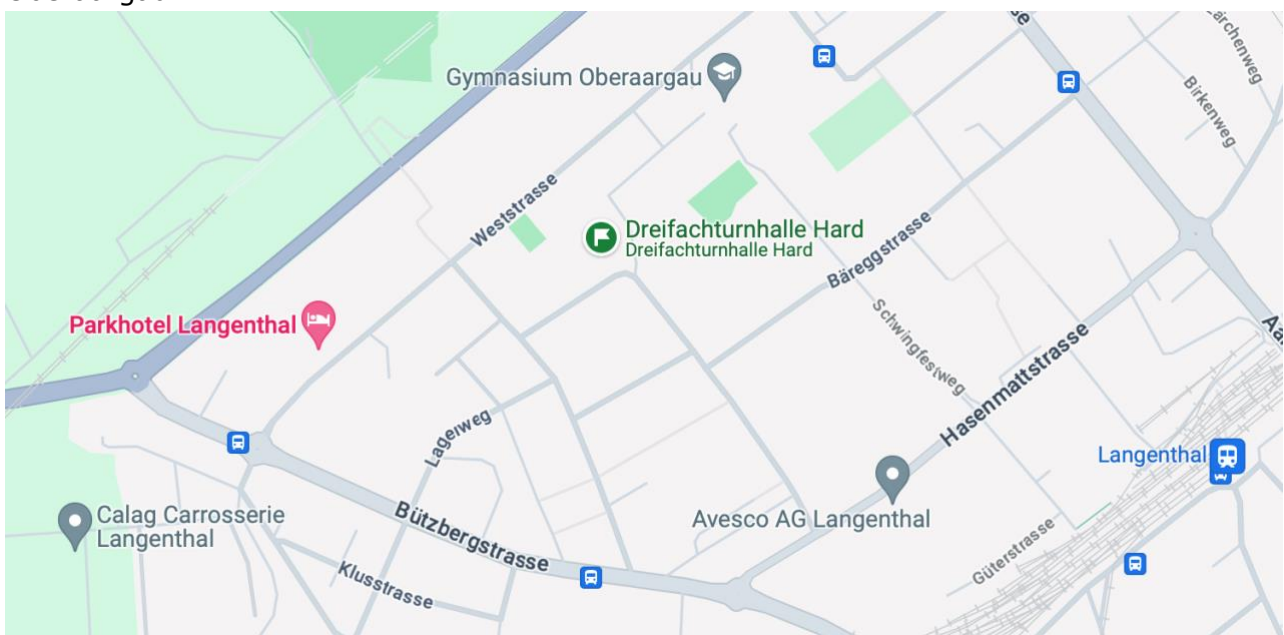 Gymnasium Oberaargau
Lärchenweg
Birkenweg
Weststrasse
Dreifachturnhalle Hard
Dreifachturnhalle Hard
Bäreggstrasse
Parkhotel Langenthal
Schwingfestweg
Hasenmattstrasse
Lagerweg
Langenthal
Calag Carrosserie
Langenthal
Bützbergstrasse
Avesco AG Langenthal
Güterstrasse
Klusstrasse